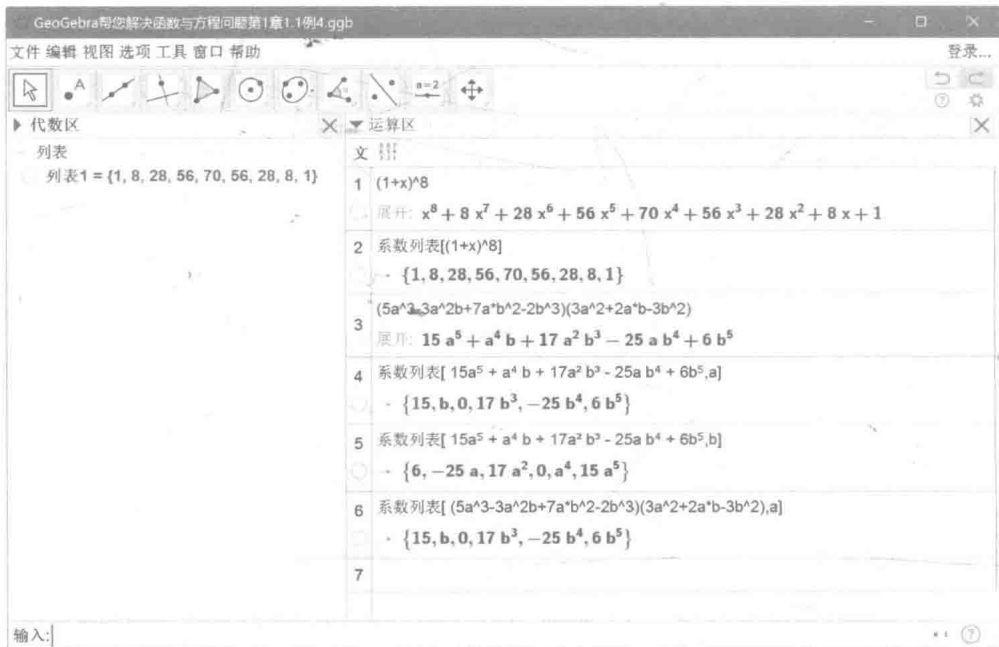 GeoGebra帮您解决函数与方程问题第1章1.1例4.ggb
文件 编辑 视图 选项 工具 窗口 帮助
登录...
A
a=2
代数区
运算区
列表
列表1 = {1, 8, 28, 56, 70, 56, 28, 8, 1}
文
1 (1+x)^8
展开: x⁸ + 8 x⁷ + 28 x⁶ + 56 x⁵ + 70 x⁴ + 56 x³ + 28 x² + 8 x + 1
2 系数列表[(1+x)^8]
{1, 8, 28, 56, 70, 56, 28, 8, 1}
3 (5a^3-3a^2b+7a*b^2-2b^3)(3a^2+2a*b-3b^2)
展开: 15 a⁵ + a⁴ b + 17 a² b³ − 25 a b⁴ + 6 b⁵
4 系数列表[ 15a⁵ + a⁴ b + 17a² b³ - 25a b⁴ + 6b⁵,a]
{15, b, 0, 17 b³, −25 b⁴, 6 b⁵}
5 系数列表[ 15a⁵ + a⁴ b + 17a² b³ - 25a b⁴ + 6b⁵,b]
{6, −25 a, 17 a², 0, a⁴, 15 a⁵}
6 系数列表[ (5a^3-3a^2b+7a*b^2-2b^3)(3a^2+2a*b-3b^2),a]
{15, b, 0, 17 b³, −25 b⁴, 6 b⁵}
7
输入: